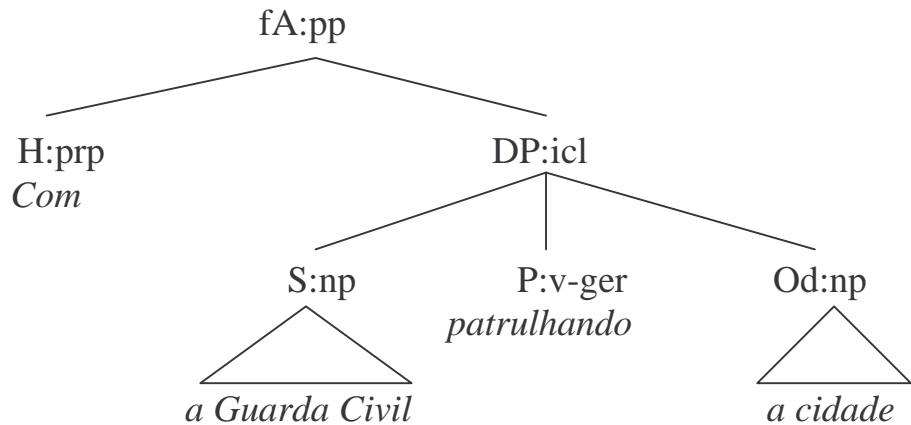 fA:pp
H:prp DP:icl
Com
S:np P:v-ger Od:np
patrulhando
a Guarda Civil a cidade